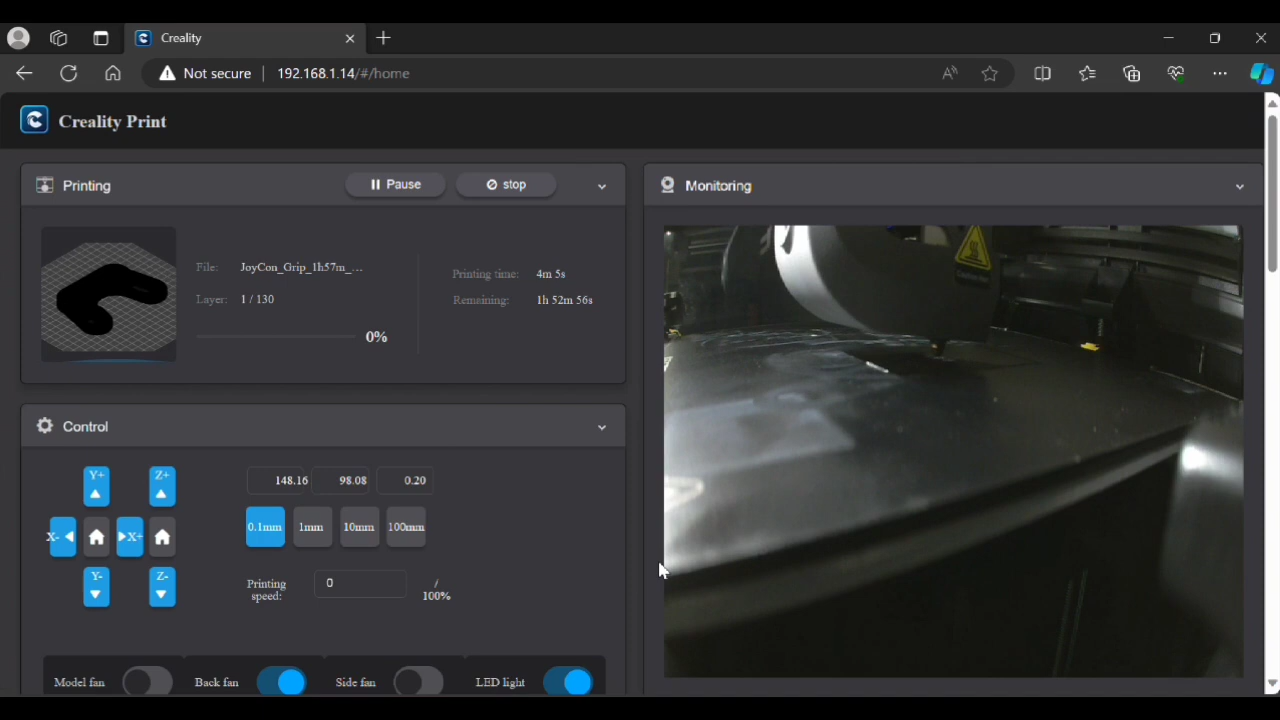 Creality
Not secure
192.168.1.14/#/home
Creality Print
Printing
Pause
stop
File: JoyCon_Grip_1h57m_...
Layer: 1 / 130
0%
Printing time: 4m 5s
Remaining: 1h 52m 56s
Control
Y+
Z+
X-
X+
Y-
Z-
148.16
98.08
0.20
0.1mm
1mm
10mm
100mm
Printing
speed:
0
/
100%
Model fan
Back fan
Side fan
LED light
Monitoring